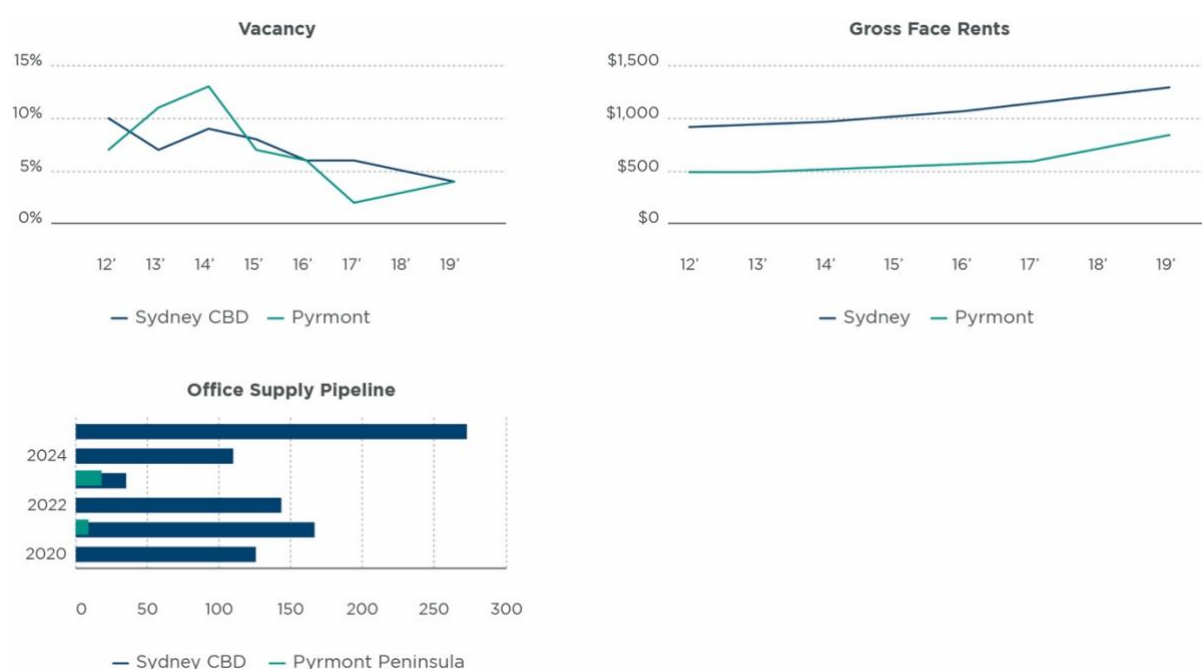 Vacancy
15%
10%
5%
0%
12’ 13’ 14’ 15’ 16’ 17’ 18’ 19’
Sydney CBD Pyrmont
Gross Face Rents
$1,500
$1,000
$500
$0
12’ 13’ 14’ 15’ 16’ 17’ 18’ 19’
Sydney Pyrmont
Office Supply Pipeline
2024
2022
2020
0 50 100 150 200 250 300
Sydney CBD Pyrmont Peninsula